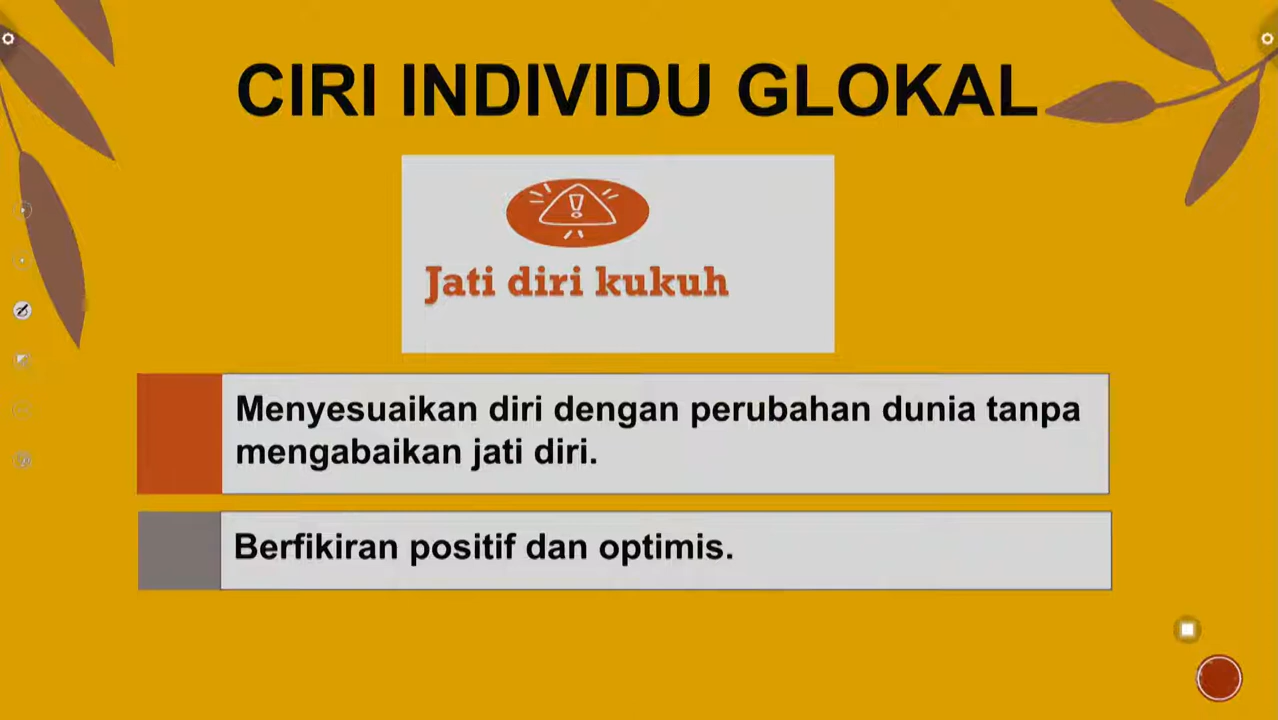 CIRI INDIVIDU GLOKAL
Jati diri kukuh
Menyesuaikan diri dengan perubahan dunia tanpa
mengabaikan jati diri.
Berfikiran positif dan optimis.